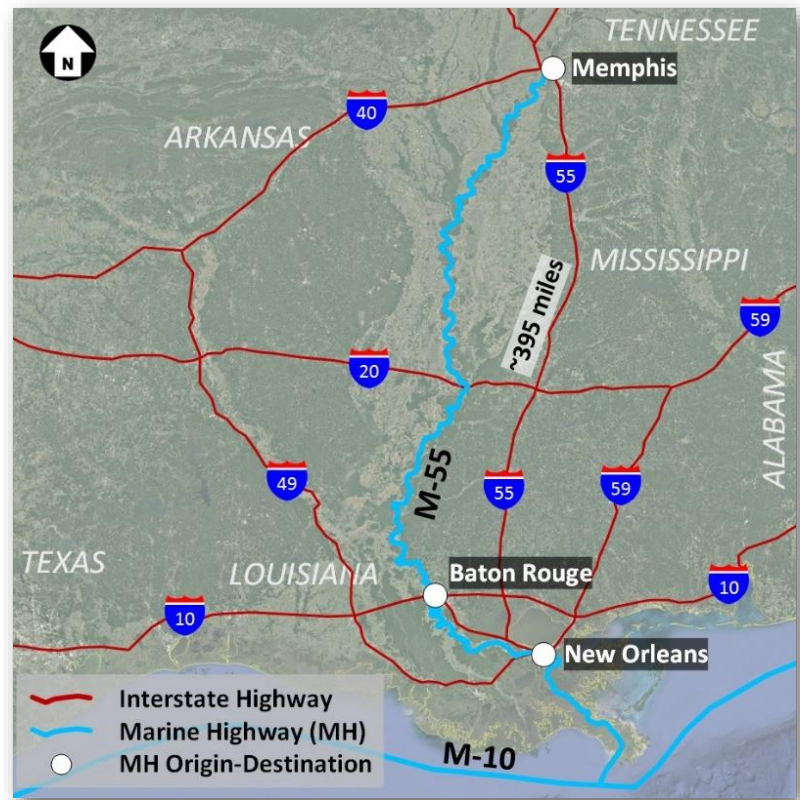 N
TENNESSEE
Memphis
40
ARKANSAS
55
MISSISSIPPI
~395 miles
59
20
ALABAMA
M-55
49
55
59
TEXAS
LOUISIANA
Baton Rouge
10
10
New Orleans
Interstate Highway
Marine Highway (MH)
MH Origin-Destination
M-10